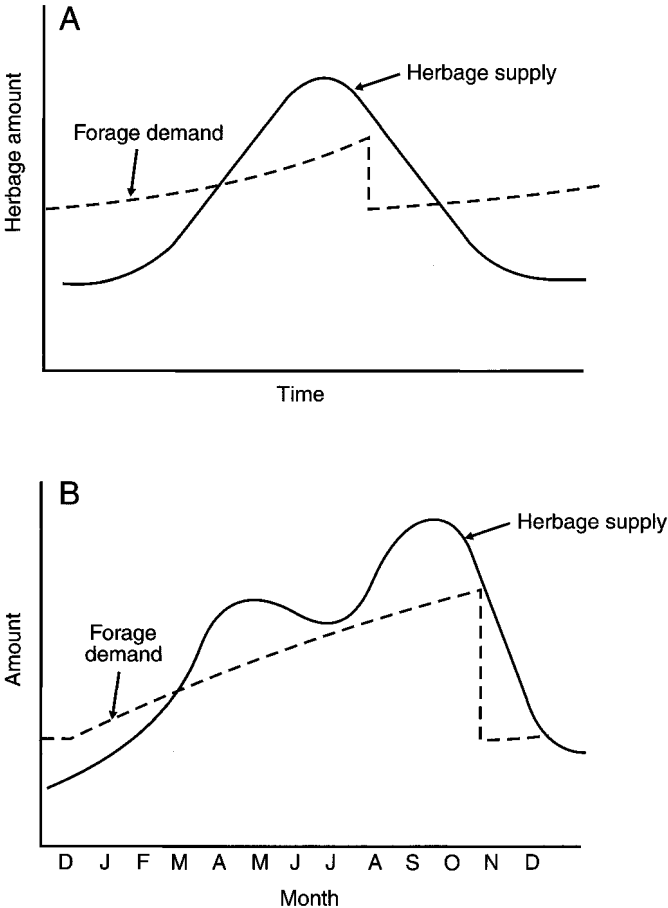 A
Herbage supply
Forage demand
Herbage amount
Time
B
Herbage supply
Forage
demand
Amount
D J F M A M J J A S O N D
Month